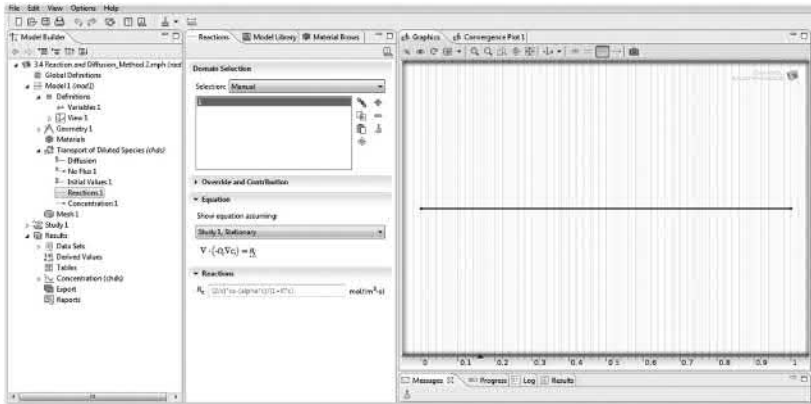 File Edit View Options Help
Model Builder
3.4 Reaction and Diffusion_Method 2.mph (root)
Global Definitions
Model 1 (mod1)
Definitions
Variables 1
View 1
Geometry 1
Materials
Transport of Diluted Species (chds)
Diffusion
No Flux 1
Initial Values 1
Reactions 1
Concentration 1
Mesh 1
Study 1
Results
Data Sets
Derived Values
Tables
Concentration (chds)
Export
Reports
Reactions Model Library Material Brows
Domain Selection
Selection: Manual
1
Override and Contribution
Equation
Show equation assuming:
Study 1, Stationary
∇·(-Dᵢ∇cᵢ) = Rᵢ
Reactions
mol/(m³·s)
Graphics Convergence Plot 1
0 0.1 0.2 0.3 0.4 0.5 0.6 0.7 0.8 0.9 1
Messages Progress Log Results